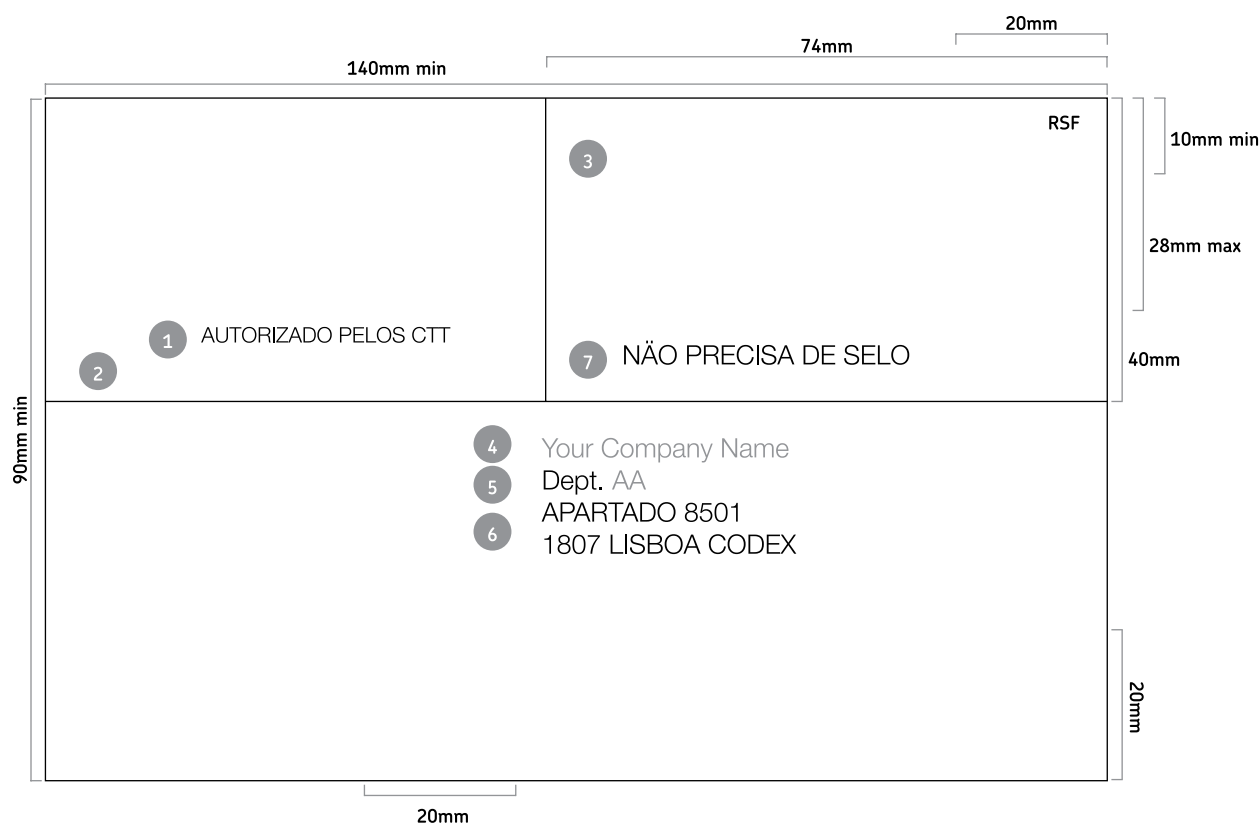 20mm
74mm
140mm min
RSF
10mm min
3
28mm max
1 AUTORIZADO PELOS CTT
2
7 NÄO PRECISA DE SELO
40mm
90mm min
4 Your Company Name
5 Dept. AA
APARTADO 8501
6
1807 LISBOA CODEX
20mm
20mm